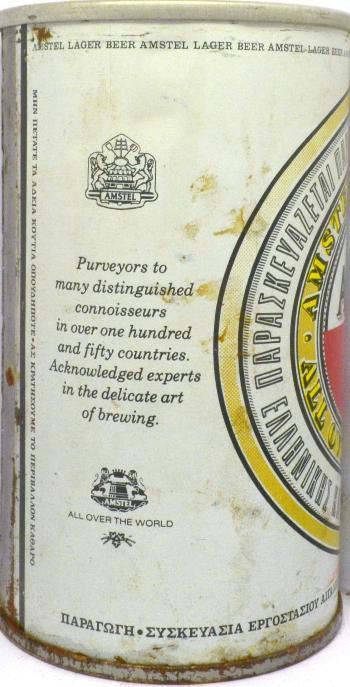 AMSTEL LAGER BEER AMSTEL LAGER BEER AMSTEL LAGER BEER
AMSTEL
Purveyors to
many distinguished
connoisseurs
in over one hundred
and fifty countries.
Acknowledged experts
in the delicate art
of brewing.
AMSTEL
ALL OVER THE WORLD
ΜΗΝ ΠΕΤΑΤΕ ΤΑ ΑΔΕΙΑ ΚΟΥΤΙΑ ΟΠΟΥΔΗΠΟΤΕ • ΑΣ ΚΡΑΤΗΣΟΥΜΕ ΤΟ ΠΕΡΙΒΑΛΛΟΝ ΚΑΘΑΡΟ
ΠΑΡΑΣΚΕΥΑΖΕΤΑΙ
ΠΑΡΑΓΩΓΗ • ΣΥΣΚΕΥΑΣΙΑ ΕΡΓΟΣΤΑΣΙΟΥ